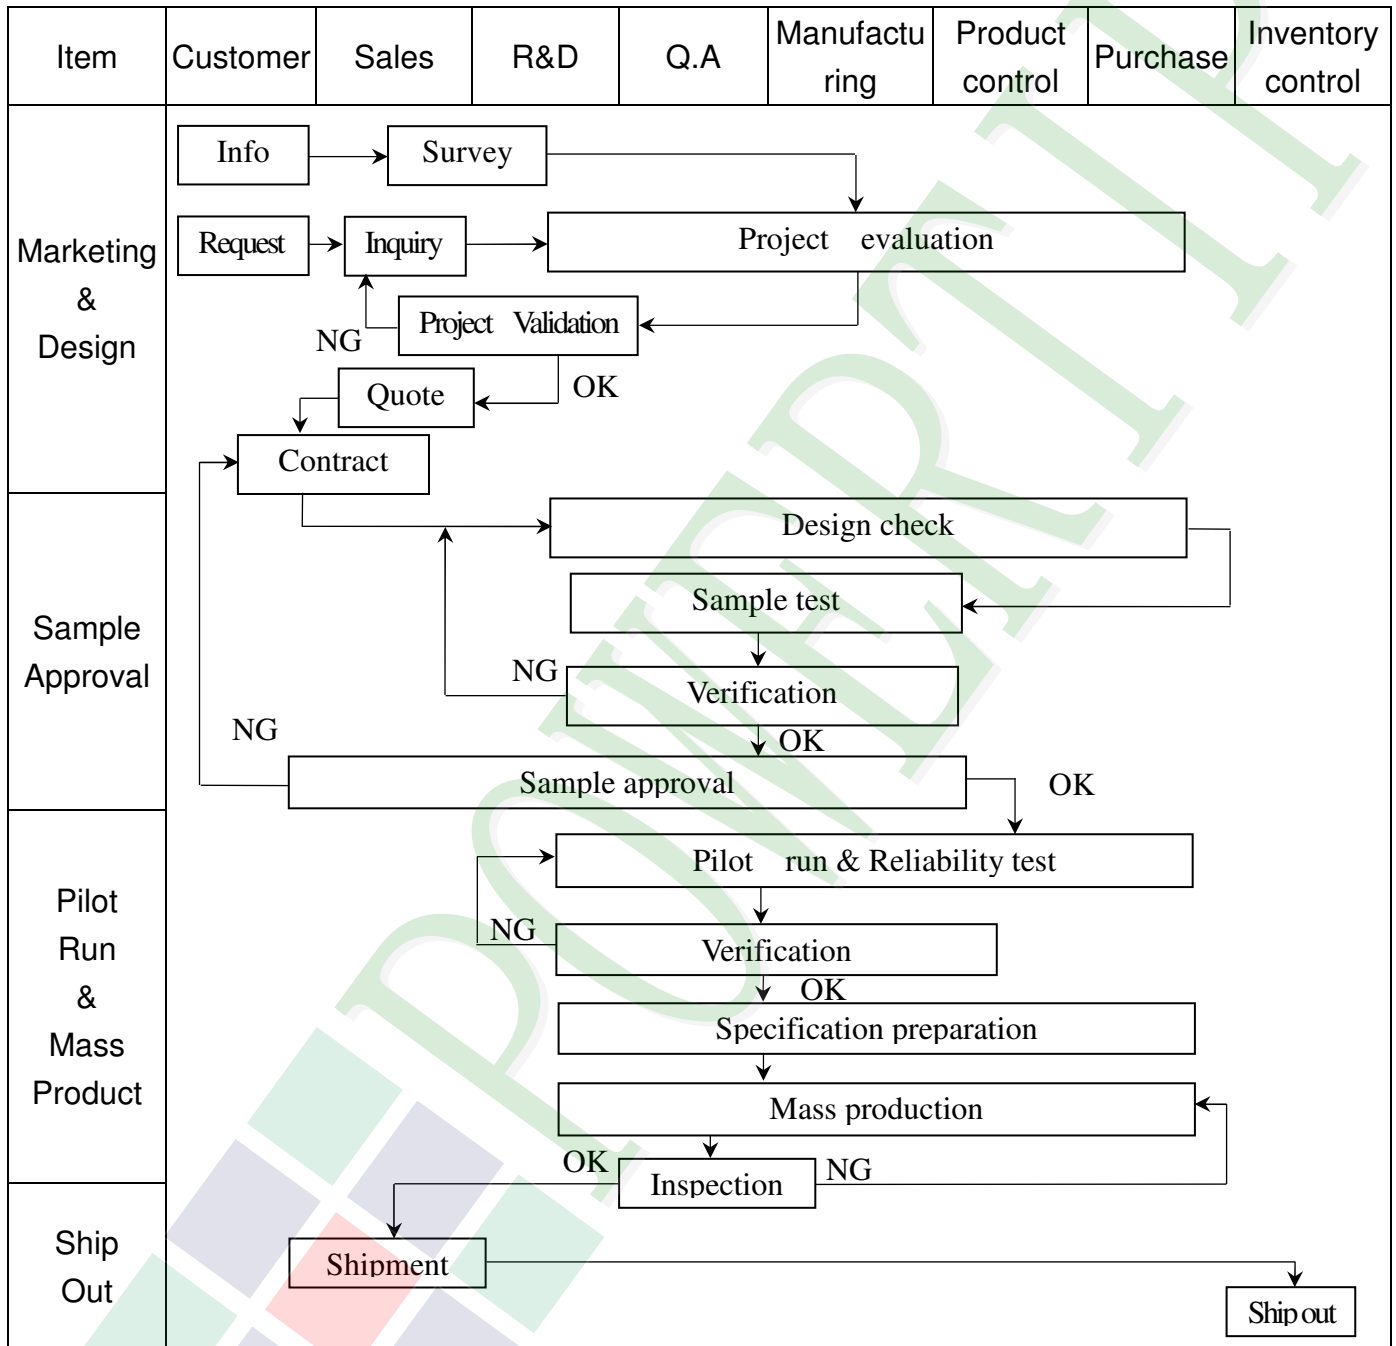 Item
Customer
Sales
R&D
Q.A
Manufactu
ring
Product
control
Purchase
Inventory
control
Marketing
&
Design
Info
Survey
Request
Inquiry
Project evaluation
Project Validation
NG
OK
Quote
Contract
Sample
Approval
Design check
Sample test
NG
Verification
OK
NG
Sample approval
OK
Pilot
Run
&
Mass
Product
Pilot run & Reliability test
NG
Verification
OK
Specification preparation
Mass production
OK
Inspection
NG
Ship
Out
Shipment
Ship out
POWERTIP